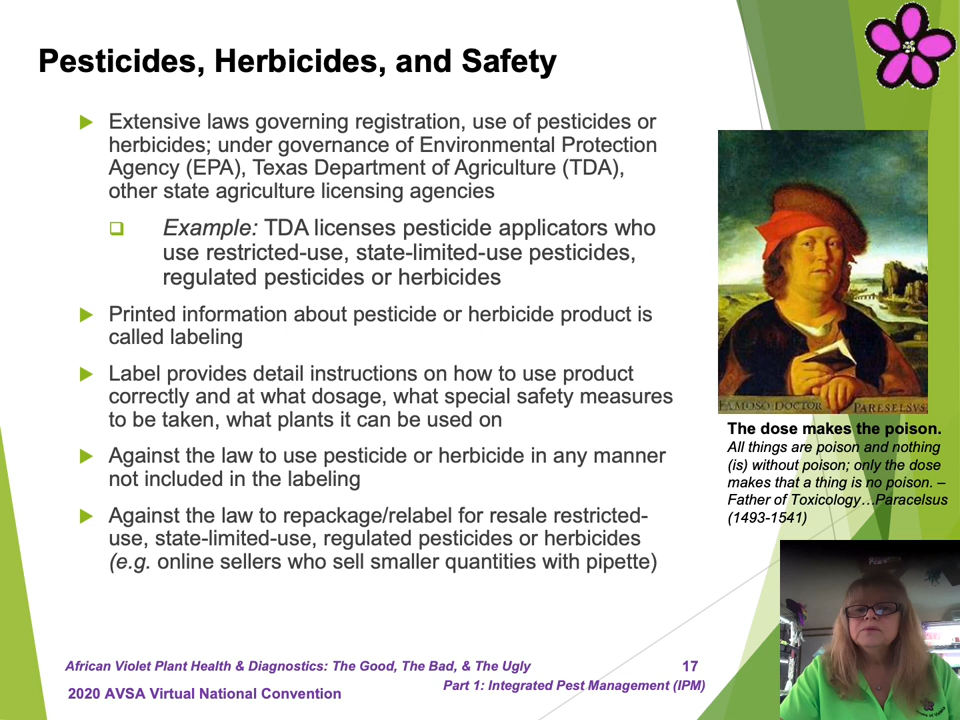 Pesticides, Herbicides, and Safety
Extensive laws governing registration, use of pesticides or
herbicides; under governance of Environmental Protection
Agency (EPA), Texas Department of Agriculture (TDA),
other state agriculture licensing agencies
Example: TDA licenses pesticide applicators who
use restricted-use, state-limited-use pesticides,
regulated pesticides or herbicides
Printed information about pesticide or herbicide product is
called labeling
Label provides detail instructions on how to use product
correctly and at what dosage, what special safety measures
to be taken, what plants it can be used on
Against the law to use pesticide or herbicide in any manner
not included in the labeling
Against the law to repackage/relabel for resale restricted-
use, state-limited-use, regulated pesticides or herbicides
(e.g. online sellers who sell smaller quantities with pipette)
FAMOSO DOCTOR PARESELSVS
The dose makes the poison.
All things are poison and nothing
(is) without poison; only the dose
makes that a thing is no poison. –
Father of Toxicology…Paracelsus
(1493-1541)
African Violet Plant Health & Diagnostics: The Good, The Bad, & The Ugly
17
Part 1: Integrated Pest Management (IPM)
2020 AVSA Virtual National Convention